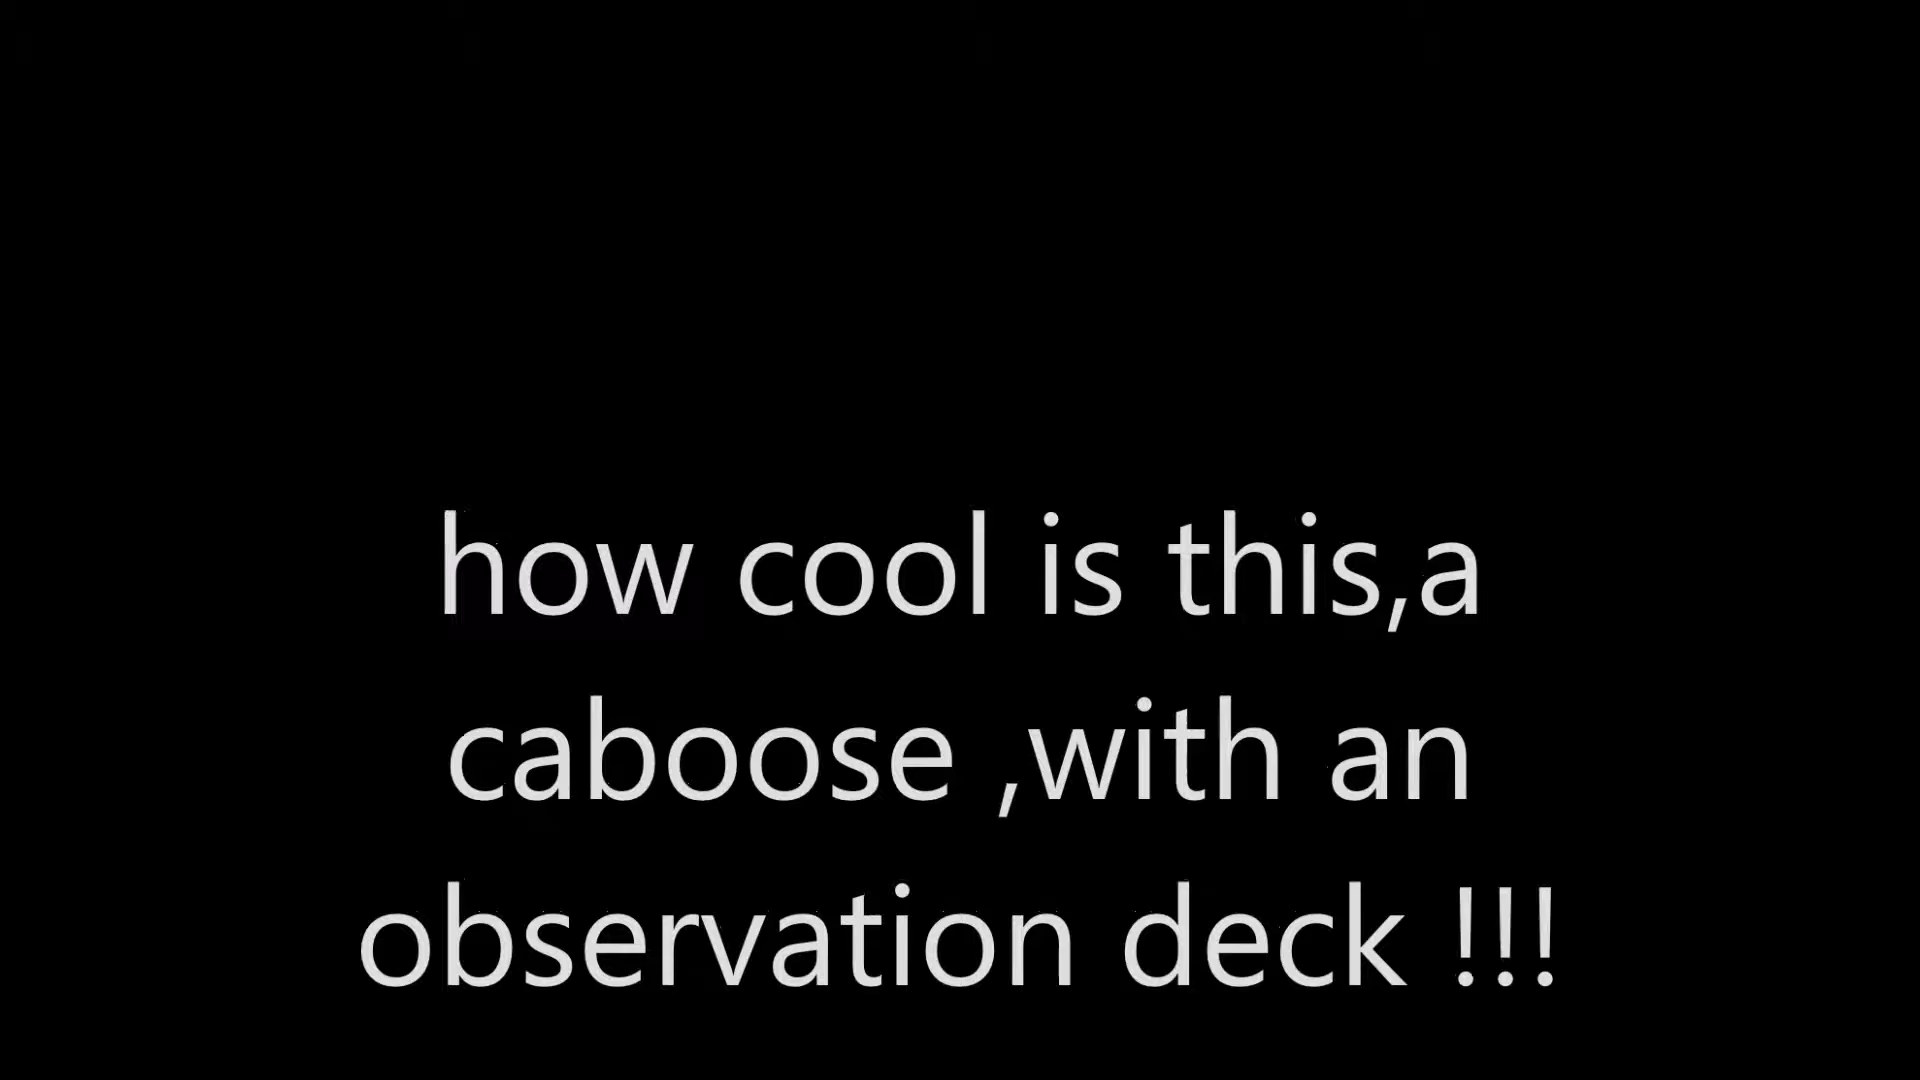 how cool is this,a
caboose ,with an
observation deck !!!